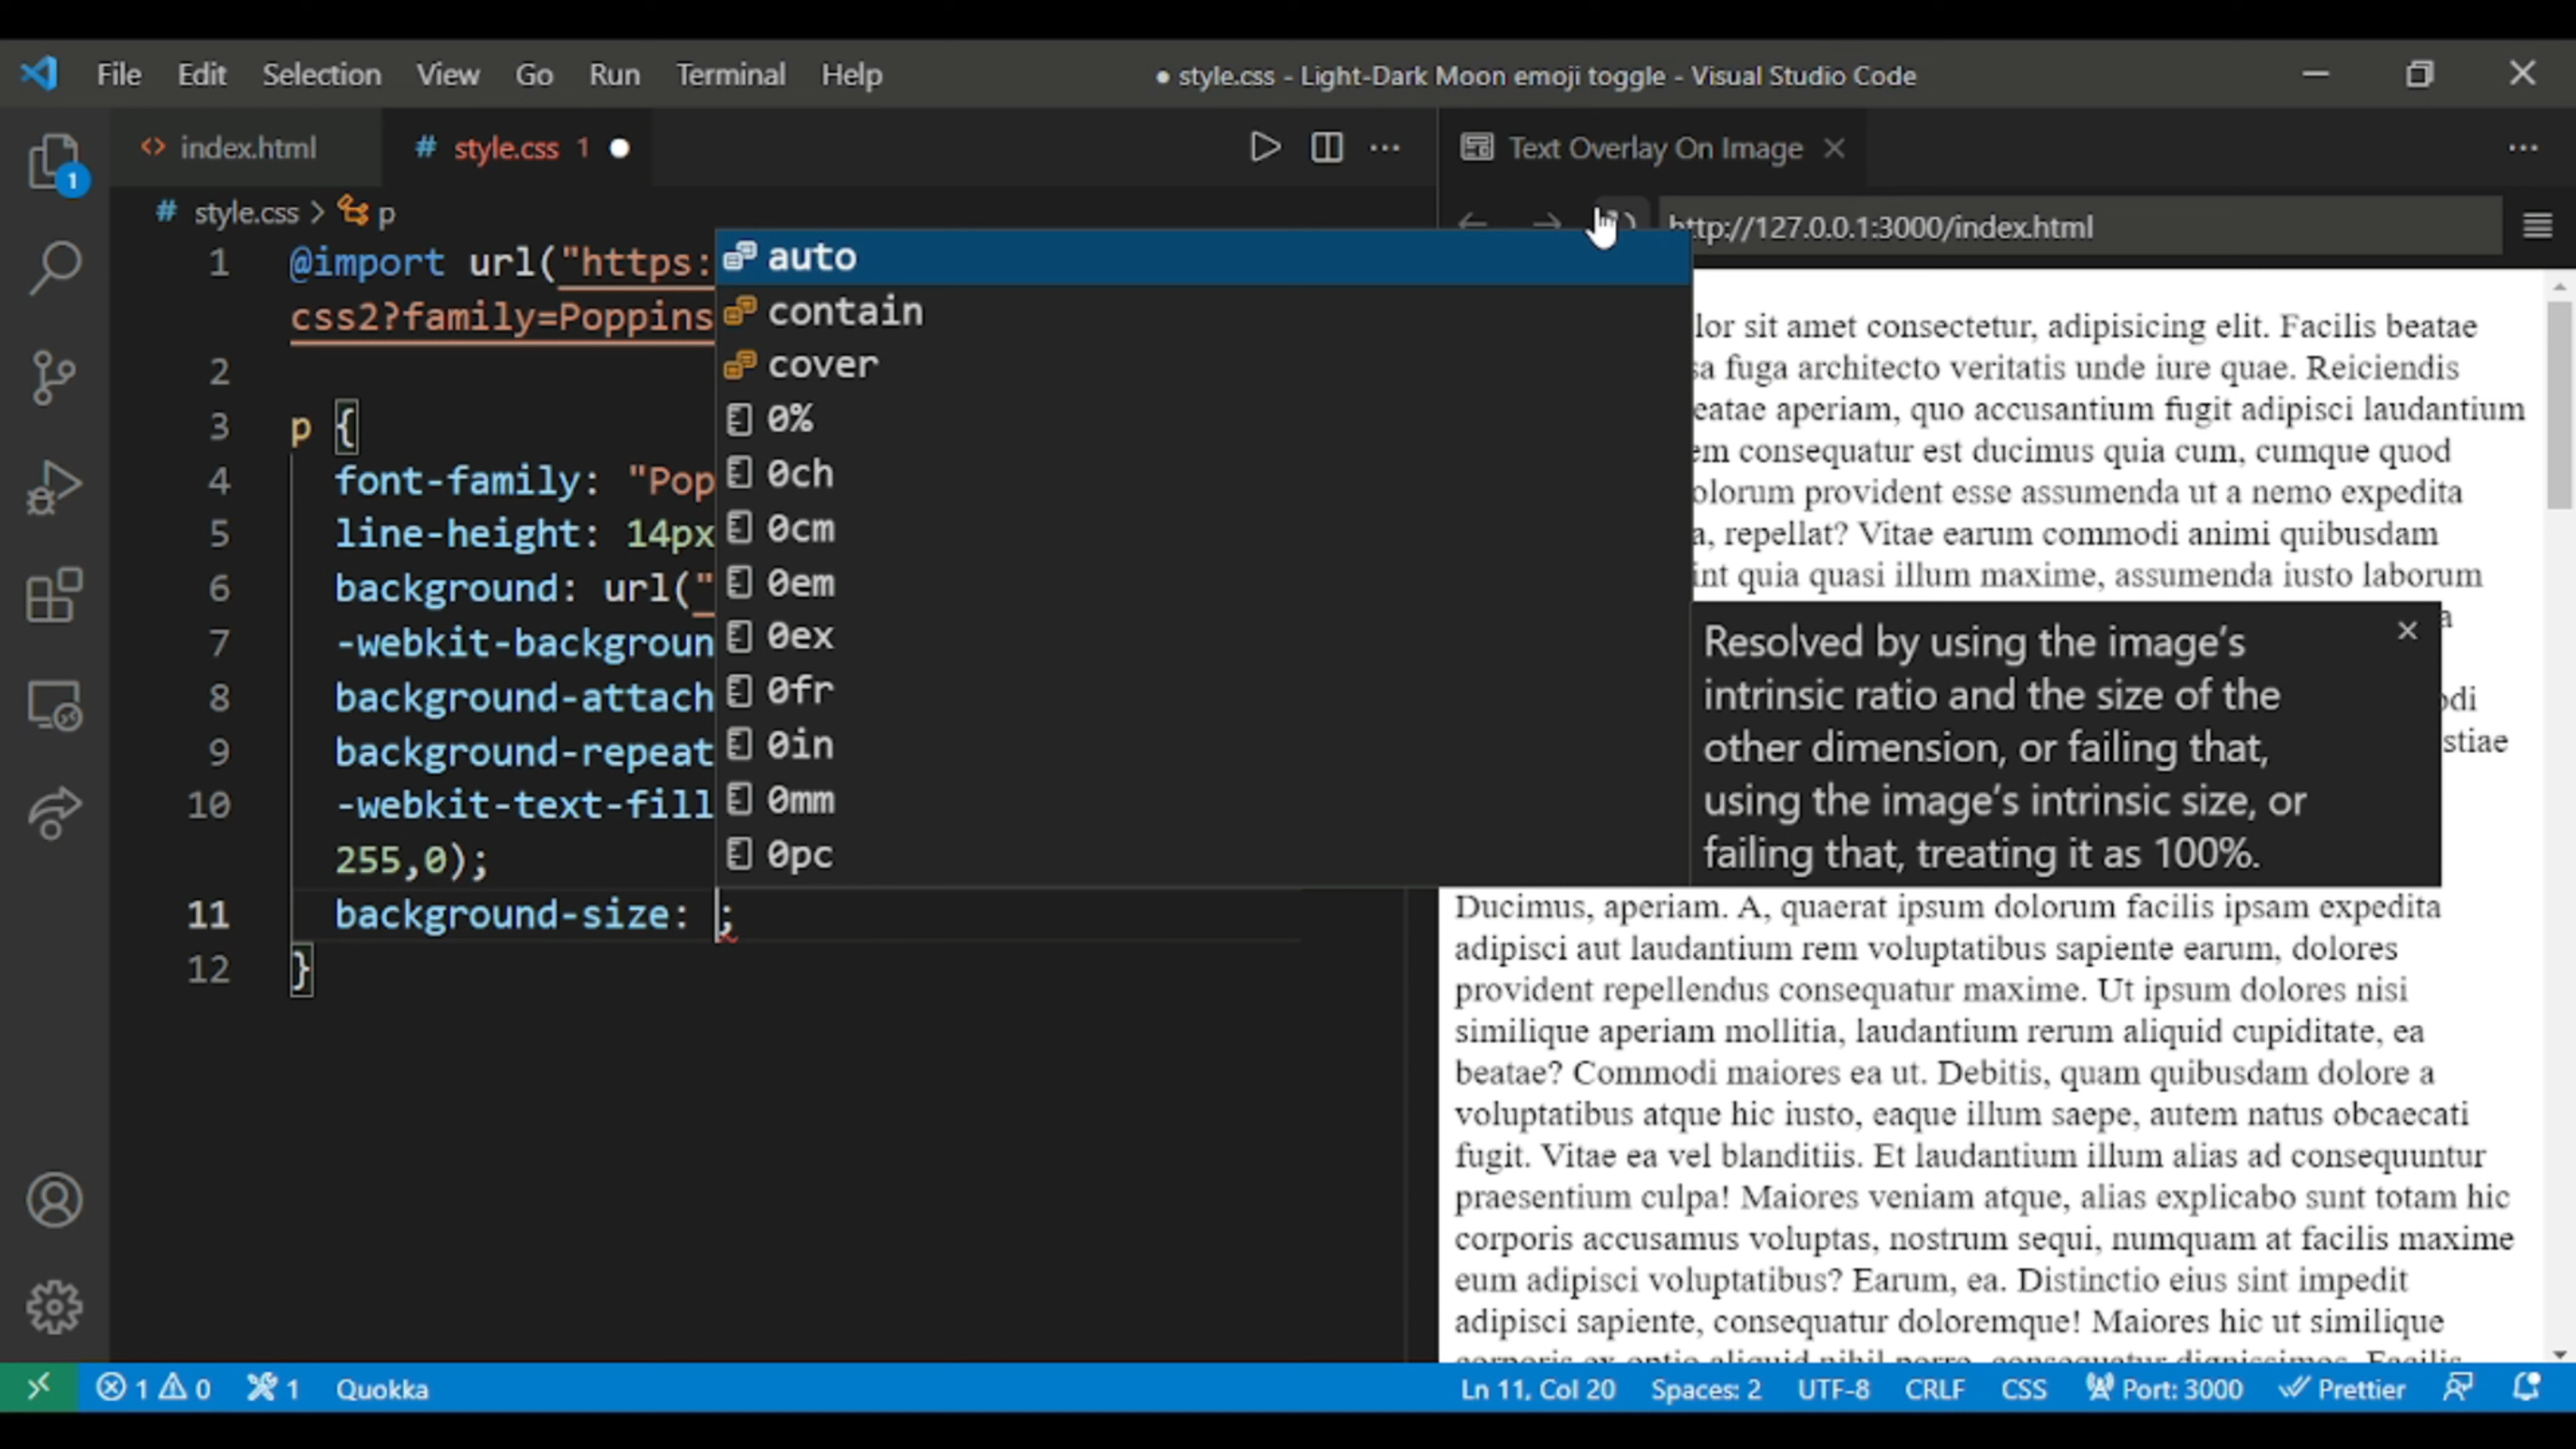 File Edit Selection View Go Run Terminal Help ● style.css - Light-Dark Moon emoji toggle - Visual Studio Code
index.html # style.css 1
Text Overlay On Image
# style.css > p
http://127.0.0.1:3000/index.html
1 @import url("https:
css2?family=Poppins
2
3 p {
4 font-family: "Pop
5 line-height: 14px
6 background: url("
7 -webkit-backgroun
8 background-attach
9 background-repeat
10 -webkit-text-fill
255,0);
11 background-size: ;
12 }
auto
contain
cover
0%
0ch
0cm
0em
0ex
0fr
0in
0mm
0pc
Resolved by using the image's
intrinsic ratio and the size of the
other dimension, or failing that,
using the image's intrinsic size, or
failing that, treating it as 100%.
lor sit amet consectetur, adipisicing elit. Facilis beatae
sa fuga architecto veritatis unde iure quae. Reiciendis
eatae aperiam, quo accusantium fugit adipisci laudantium
em consequatur est ducimus quia cum, cumque quod
olorum provident esse assumenda ut a nemo expedita
a, repellat? Vitae earum commodi animi quibusdam
int quia quasi illum maxime, assumenda iusto laborum
a
odi
stiae
Ducimus, aperiam. A, quaerat ipsum dolorum facilis ipsam expedita
adipisci aut laudantium rem voluptatibus sapiente earum, dolores
provident repellendus consequatur maxime. Ut ipsum dolores nisi
similique aperiam mollitia, laudantium rerum aliquid cupiditate, ea
beatae? Commodi maiores ea ut. Debitis, quam quibusdam dolore a
voluptatibus atque hic iusto, eaque illum saepe, autem natus obcaecati
fugit. Vitae ea vel blanditiis. Et laudantium illum alias ad consequuntur
praesentium culpa! Maiores veniam atque, alias explicabo sunt totam hic
corporis accusamus voluptas, nostrum sequi, numquam at facilis maxime
eum adipisci voluptatibus? Earum, ea. Distinctio eius sint impedit
adipisci sapiente, consequatur doloremque! Maiores hic ut similique
1
1 0 1 Quokka Ln 11, Col 20 Spaces: 2 UTF-8 CRLF CSS Port: 3000 Prettier